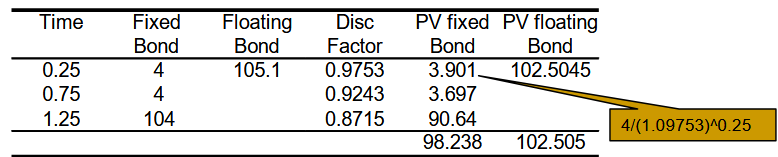 Time Fixed Bond Floating Bond Disc Factor PV fixed Bond PV floating Bond
0.25 4 105.1 0.9753 3.901 102.5045
0.75 4 0.9243 3.697
1.25 104 0.8715 90.64
98.238 102.505
4/(1.09753)^0.25